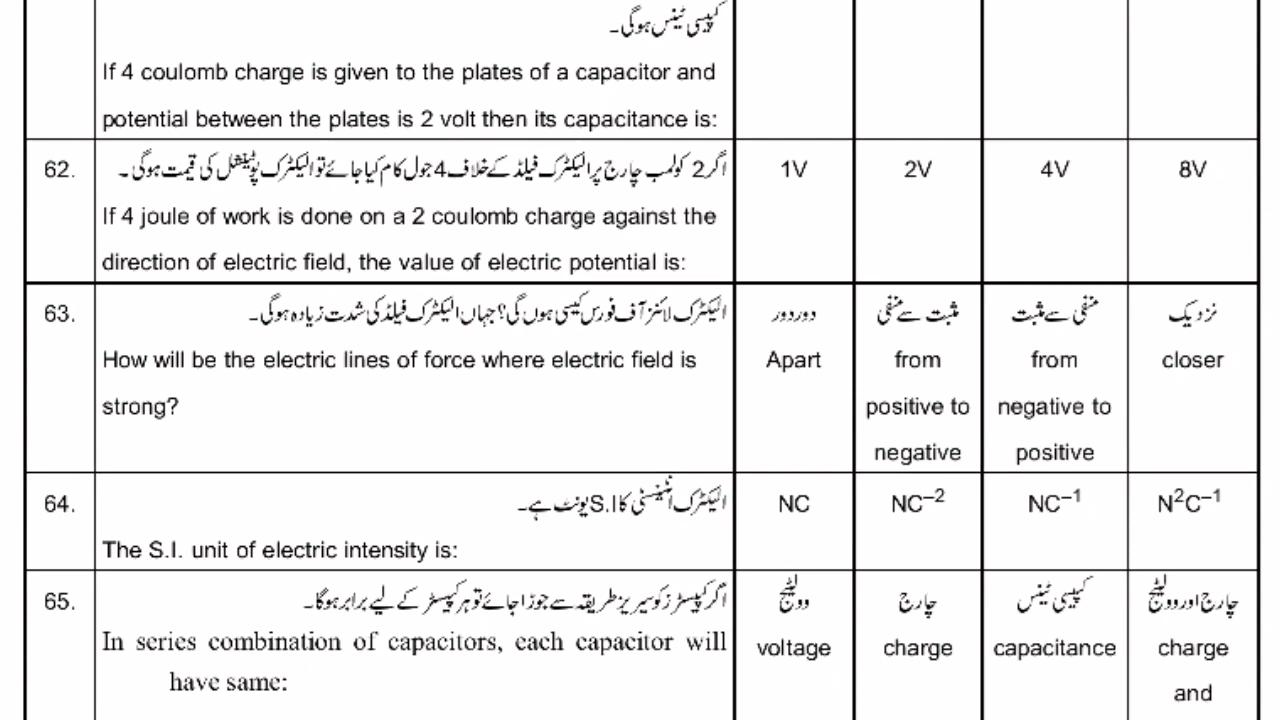 کپیسی ٹینس ہوگی۔
If 4 coulomb charge is given to the plates of a capacitor and
potential between the plates is 2 volt then its capacitance is:
62. اگر 2 کولمب چارج پر الیکٹرک فیلڈ کے خلاف 4 جول کام کیا جائے تو الیکٹرک پوٹینشل کی قیمت ہوگی۔ 1V 2V 4V 8V
If 4 joule of work is done on a 2 coulomb charge against the
direction of electric field, the value of electric potential is:
63. الیکٹرک لائنز آف فورس کیسی ہوں گی؟ جہاں الیکٹرک فیلڈ کی شدت زیادہ ہوگی۔ دور دور مثبت سے منفی منفی سے مثبت نزدیک
How will be the electric lines of force where electric field is Apart from from closer
strong? positive to negative to
negative positive
64. الیکٹرک انٹینسٹی کا S.I یونٹ ہے۔ NC NC⁻² NC⁻¹ N²C⁻¹
The S.I. unit of electric intensity is:
65. اگر کپیسٹرز کو سیریز طریقہ سے جوڑا جائے تو ہر کپیسٹر کے لیے برابر ہوگا۔ وولٹیج چارج کپیسی ٹینس چارج اور وولٹیج
In series combination of capacitors, each capacitor will voltage charge capacitance charge
have same: and